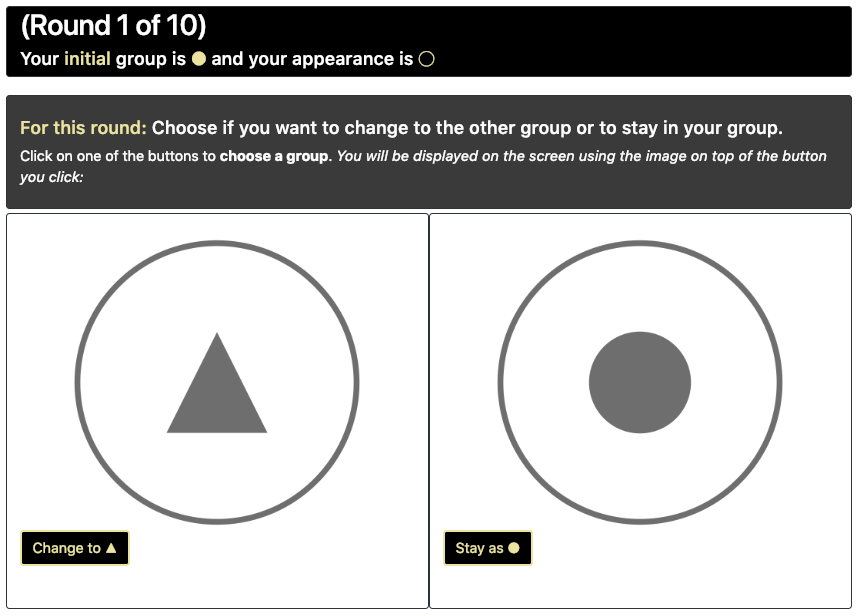 (Round 1 of 10)
Your initial group is ● and your appearance is ○
For this round: Choose if you want to change to the other group or to stay in your group.
Click on one of the buttons to choose a group. You will be displayed on the screen using the image on top of the button
you click:
Change to ▲
Stay as ●